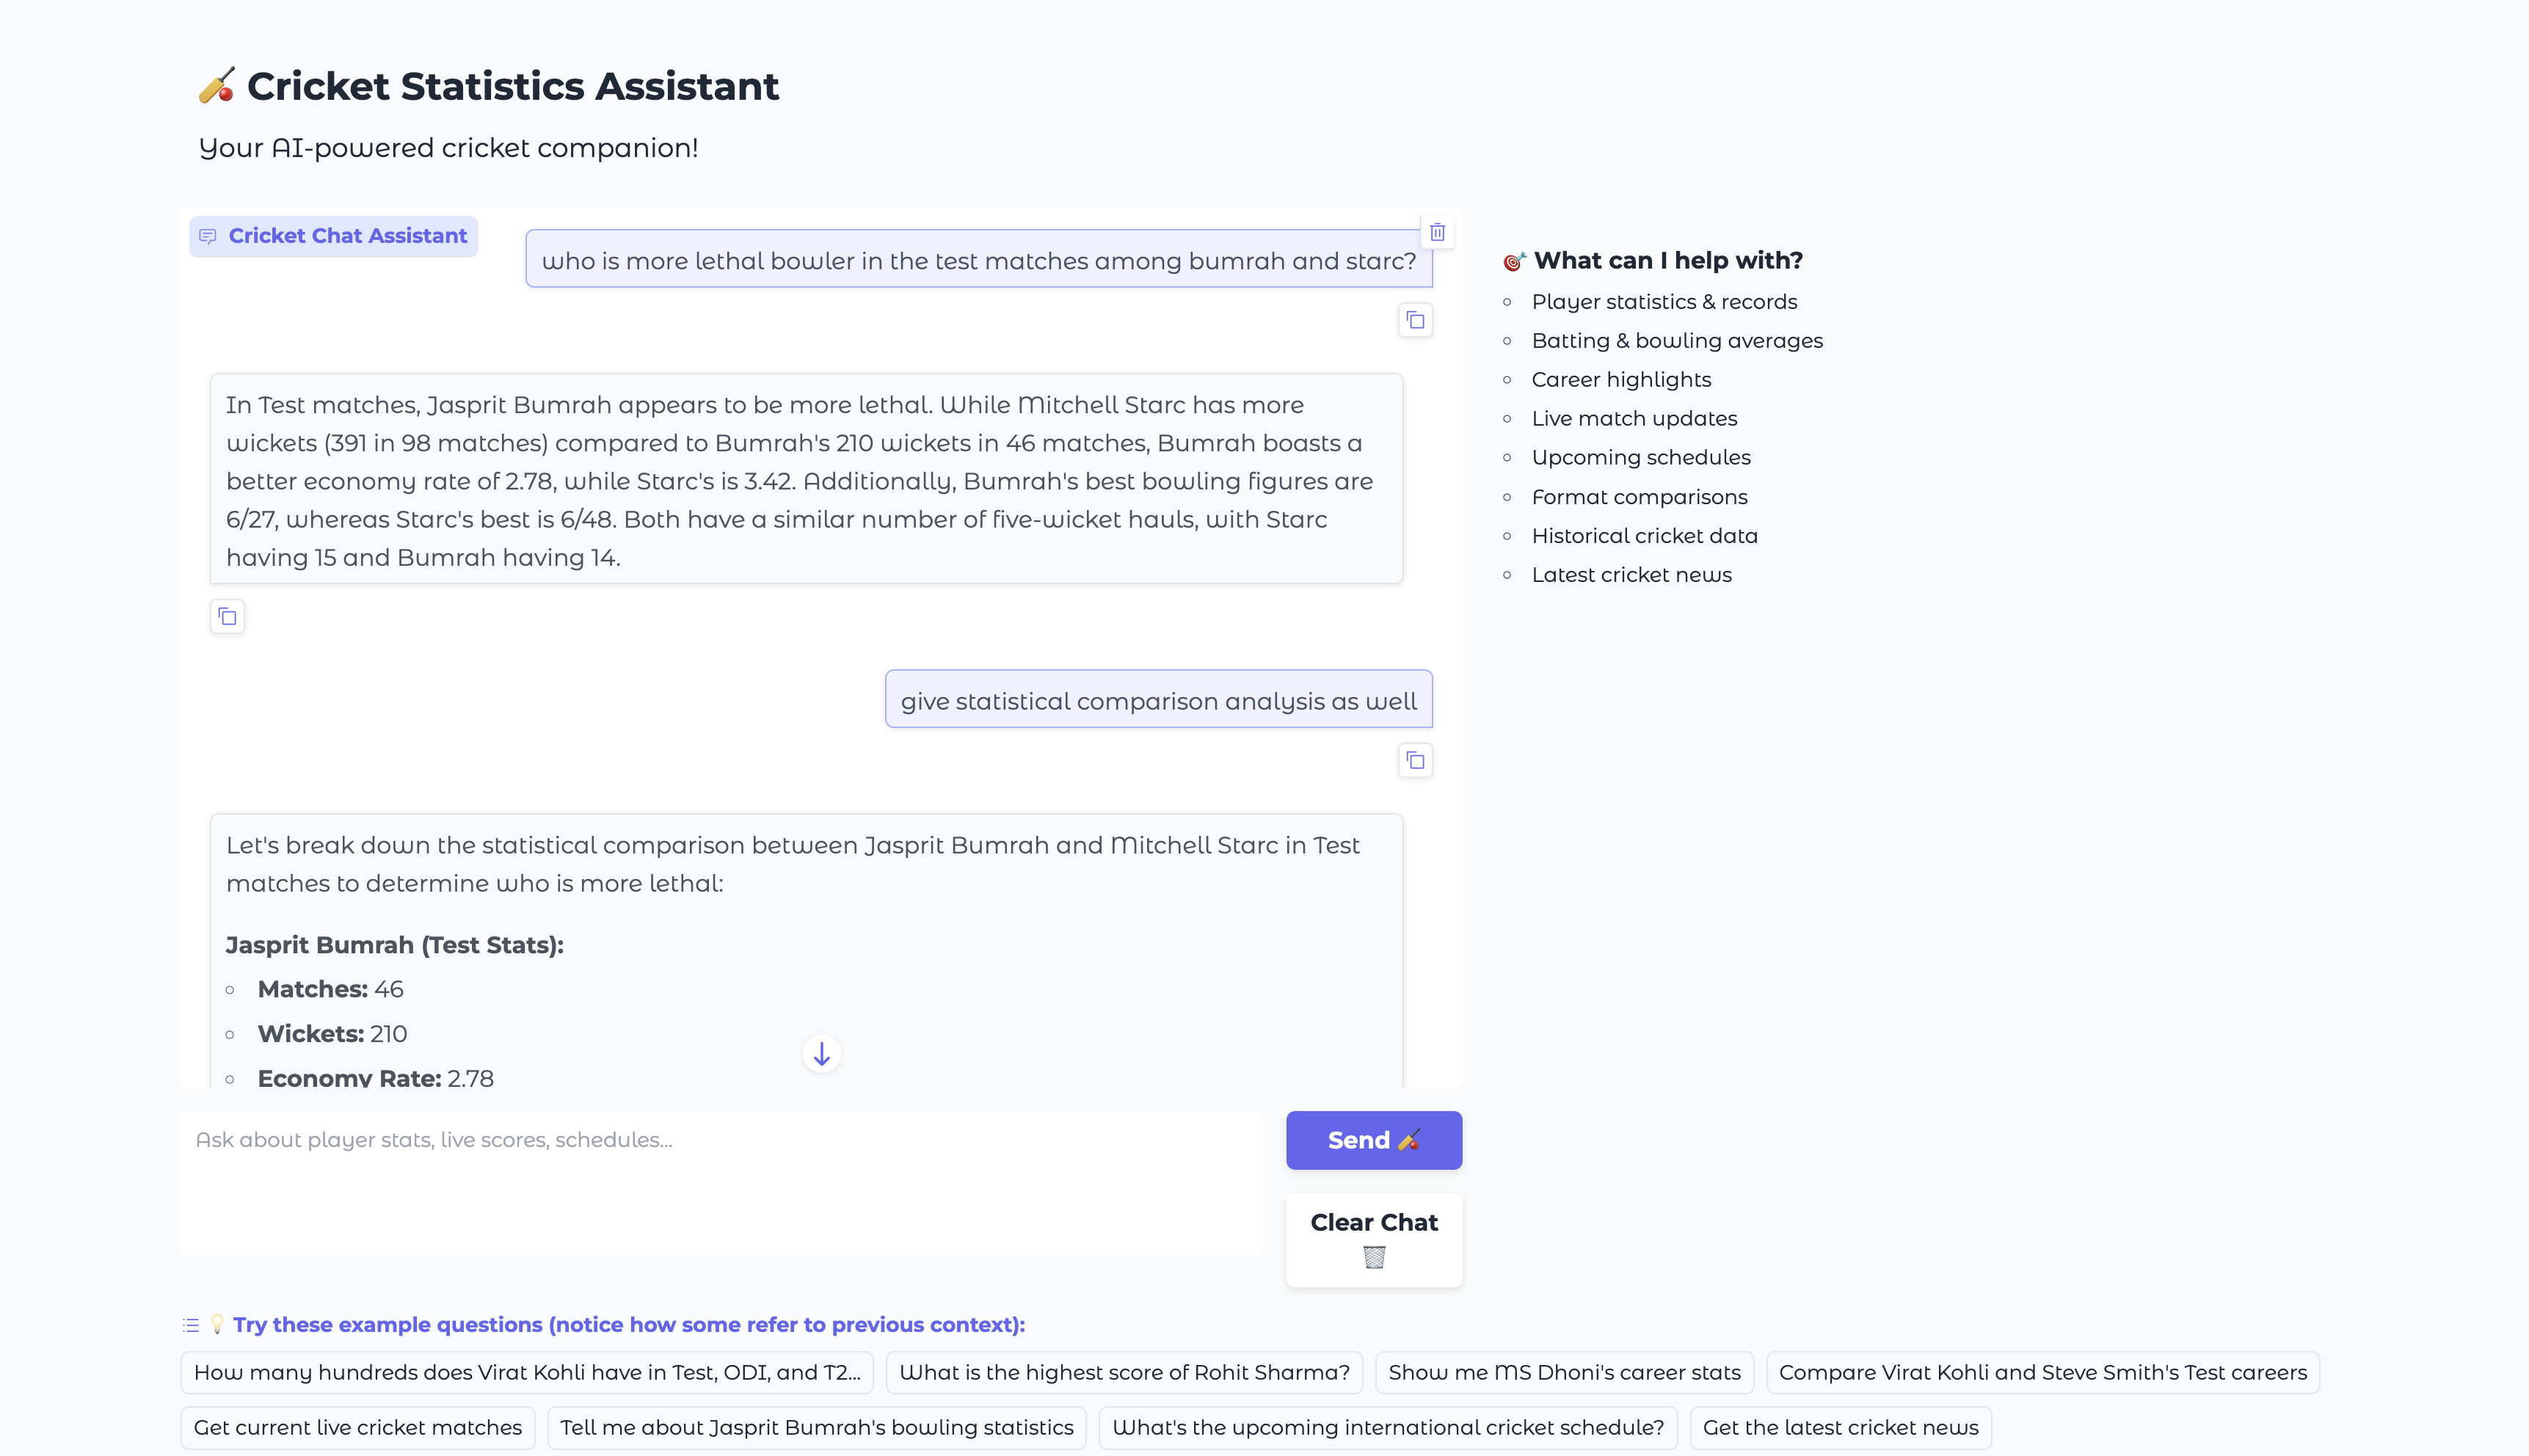 Cricket Statistics Assistant
Your AI-powered cricket companion!
Cricket Chat Assistant
who is more lethal bowler in the test matches among bumrah and starc?
In Test matches, Jasprit Bumrah appears to be more lethal. While Mitchell Starc has more
wickets (391 in 98 matches) compared to Bumrah's 210 wickets in 46 matches, Bumrah boasts a
better economy rate of 2.78, while Starc's is 3.42. Additionally, Bumrah's best bowling figures are
6/27, whereas Starc's best is 6/48. Both have a similar number of five-wicket hauls, with Starc
having 15 and Bumrah having 14.
give statistical comparison analysis as well
Let's break down the statistical comparison between Jasprit Bumrah and Mitchell Starc in Test
matches to determine who is more lethal:
Jasprit Bumrah (Test Stats):
Matches: 46
Wickets: 210
Economy Rate: 2.78
What can I help with?
Player statistics & records
Batting & bowling averages
Career highlights
Live match updates
Upcoming schedules
Format comparisons
Historical cricket data
Latest cricket news
Ask about player stats, live scores, schedules...
Send
Clear Chat
Try these example questions (notice how some refer to previous context):
How many hundreds does Virat Kohli have in Test, ODI, and T2...
What is the highest score of Rohit Sharma?
Show me MS Dhoni's career stats
Compare Virat Kohli and Steve Smith's Test careers
Get current live cricket matches
Tell me about Jasprit Bumrah's bowling statistics
What's the upcoming international cricket schedule?
Get the latest cricket news